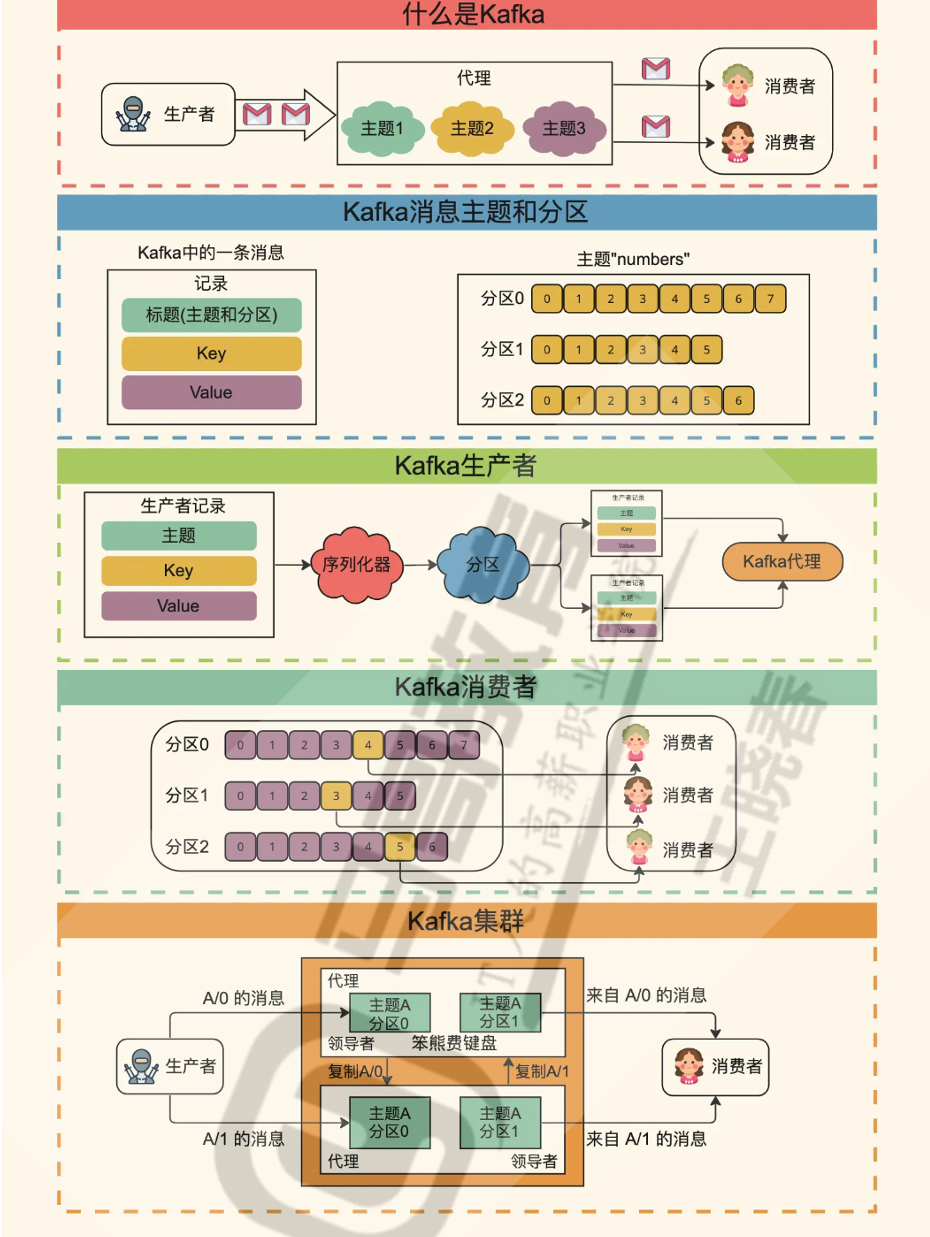 什么是Kafka
生产者
代理
主题1
主题2
主题3
消费者
消费者
Kafka消息主题和分区
Kafka中的一条消息
记录
标题(主题和分区)
Key
Value
主题"numbers"
分区0 0 1 2 3 4 5 6 7
分区1 0 1 2 3 4 5
分区2 0 1 2 3 4 5 6
Kafka生产者
生产者记录
主题
Key
Value
序列化器
分区
生产者记录
主题
Key
Value
生产者记录
主题
Key
Value
Kafka代理
Kafka消费者
分区0 0 1 2 3 4 5 6 7
分区1 0 1 2 3 4 5
分区2 0 1 2 3 4 5 6
消费者
消费者
消费者
Kafka集群
生产者
A/0 的消息
A/1 的消息
代理
主题A
分区0
主题A
分区1
领导者
笨熊费键盘
复制A/0
复制A/1
主题A
分区0
主题A
分区1
代理
领导者
来自 A/0 的消息
来自 A/1 的消息
消费者
马哥教育
IT人的高薪职业学院
王晓春